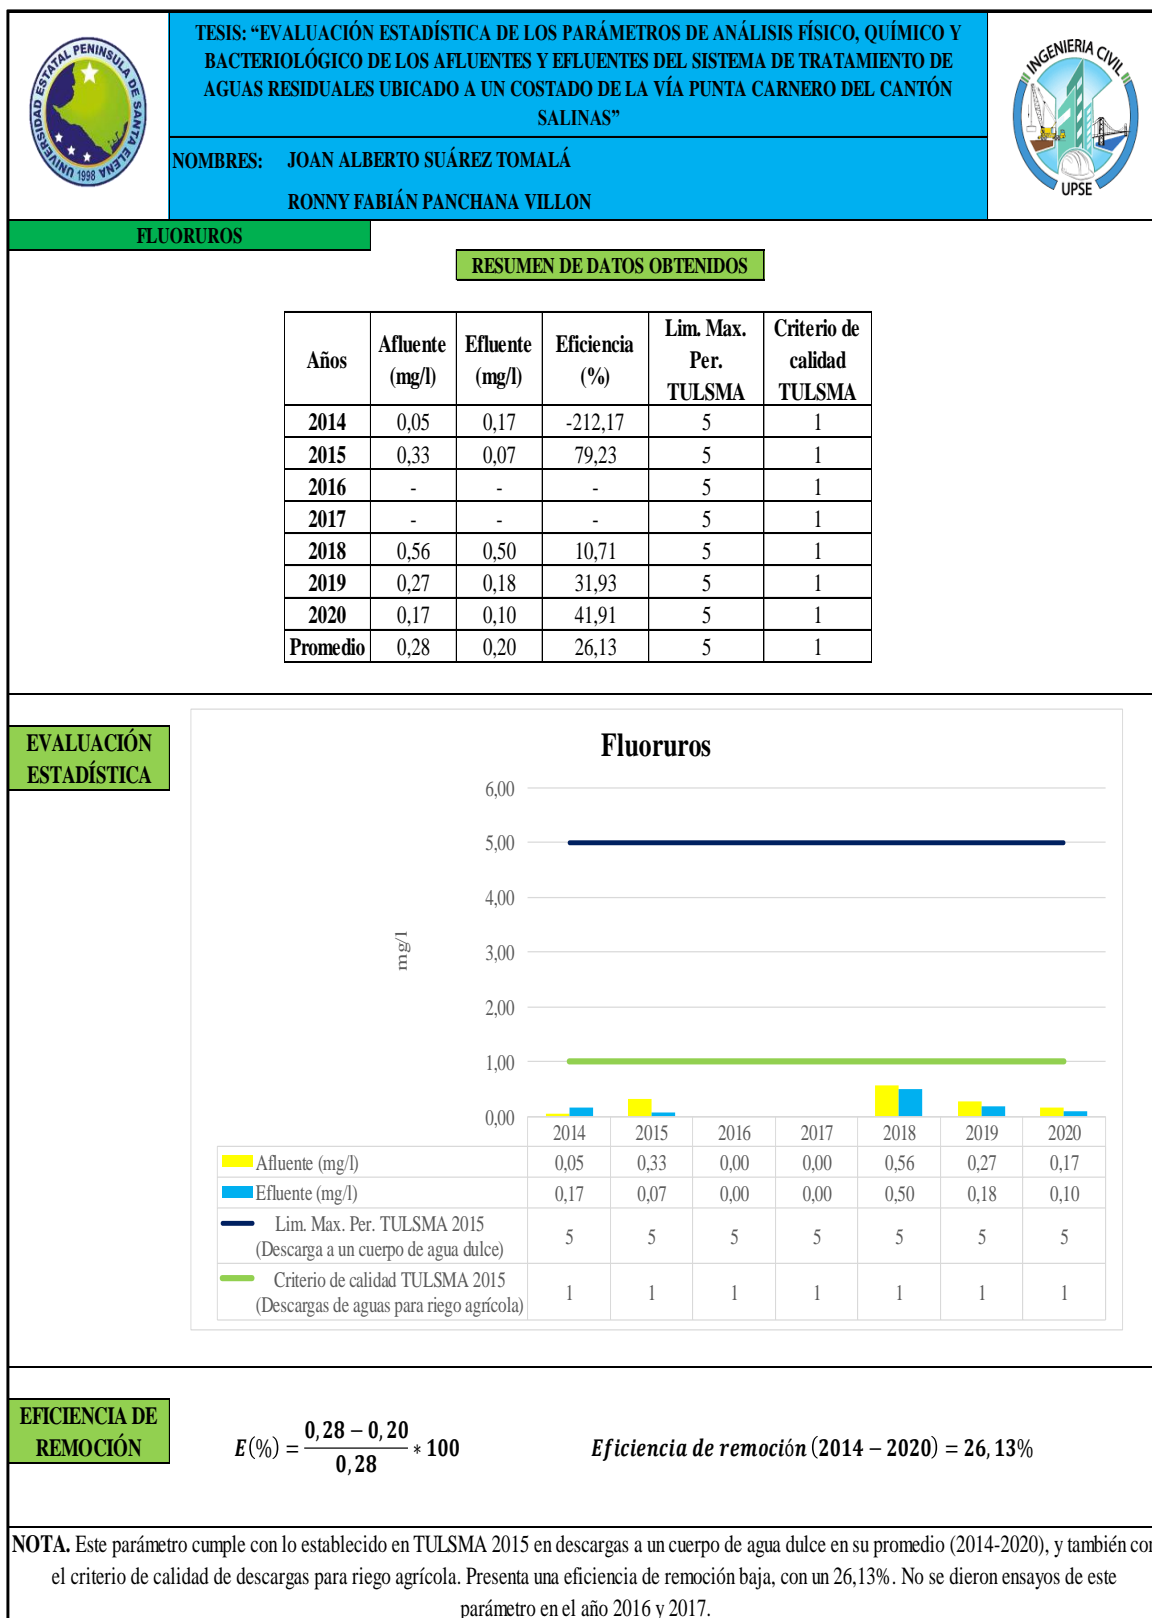 UNIVERSIDAD ESTATAL PENINSULA DE SANTA ELENA
1998
TESIS: “EVALUACIÓN ESTADÍSTICA DE LOS PARÁMETROS DE ANÁLISIS FÍSICO, QUÍMICO Y
BACTERIOLÓGICO DE LOS AFLUENTES Y EFLUENTES DEL SISTEMA DE TRATAMIENTO DE
AGUAS RESIDUALES UBICADO A UN COSTADO DE LA VÍA PUNTA CARNERO DEL CANTÓN
SALINAS”
INGENIERIA CIVIL
UPSE
NOMBRES: JOAN ALBERTO SUÁREZ TOMALÁ
RONNY FABIÁN PANCHANA VILLON
FLUORUROS
RESUMEN DE DATOS OBTENIDOS
Años Afluente (mg/l) Efluente (mg/l) Eficiencia (%) Lim. Max. Per. TULSMA Criterio de calidad TULSMA
2014 0,05 0,17 -212,17 5 1
2015 0,33 0,07 79,23 5 1
2016 - - - 5 1
2017 - - - 5 1
2018 0,56 0,50 10,71 5 1
2019 0,27 0,18 31,93 5 1
2020 0,17 0,10 41,91 5 1
Promedio 0,28 0,20 26,13 5 1
EVALUACIÓN
ESTADÍSTICA
Fluoruros
mg/l
6,00
5,00
4,00
3,00
2,00
1,00
0,00
2014 2015 2016 2017 2018 2019 2020
Afluente (mg/l) 0,05 0,33 0,00 0,00 0,56 0,27 0,17
Efluente (mg/l) 0,17 0,07 0,00 0,00 0,50 0,18 0,10
Lim. Max. Per. TULSMA 2015
(Descarga a un cuerpo de agua dulce) 5 5 5 5 5 5 5
Criterio de calidad TULSMA 2015
(Descargas de aguas para riego agrícola) 1 1 1 1 1 1 1
EFICIENCIA DE
REMOCIÓN
E(%) = 0,28 − 0,20 / 0,28 * 100
Eficiencia de remoción (2014 − 2020) = 26, 13%
NOTA. Este parámetro cumple con lo establecido en TULSMA 2015 en descargas a un cuerpo de agua dulce en su promedio (2014-2020), y también con
el criterio de calidad de descargas para riego agrícola. Presenta una eficiencia de remoción baja, con un 26,13%. No se dieron ensayos de este
parámetro en el año 2016 y 2017.